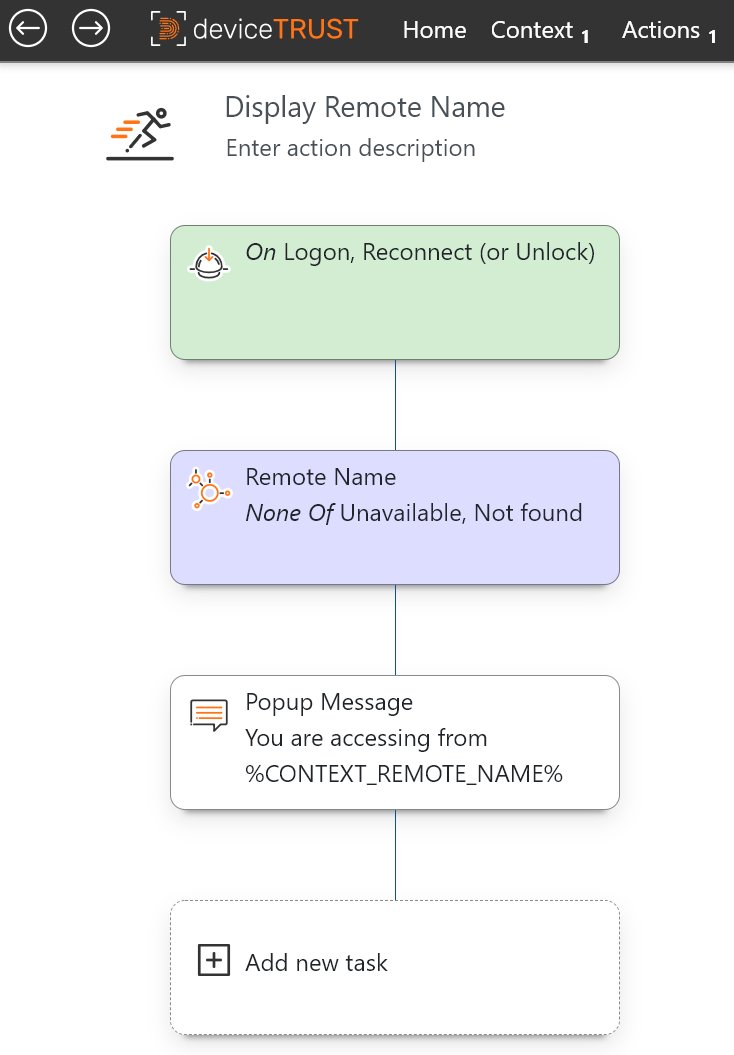 deviceTRUST Home Context 1 Actions 1
Display Remote Name
Enter action description
On Logon, Reconnect (or Unlock)
Remote Name
None Of Unavailable, Not found
Popup Message
You are accessing from
%CONTEXT_REMOTE_NAME%
Add new task